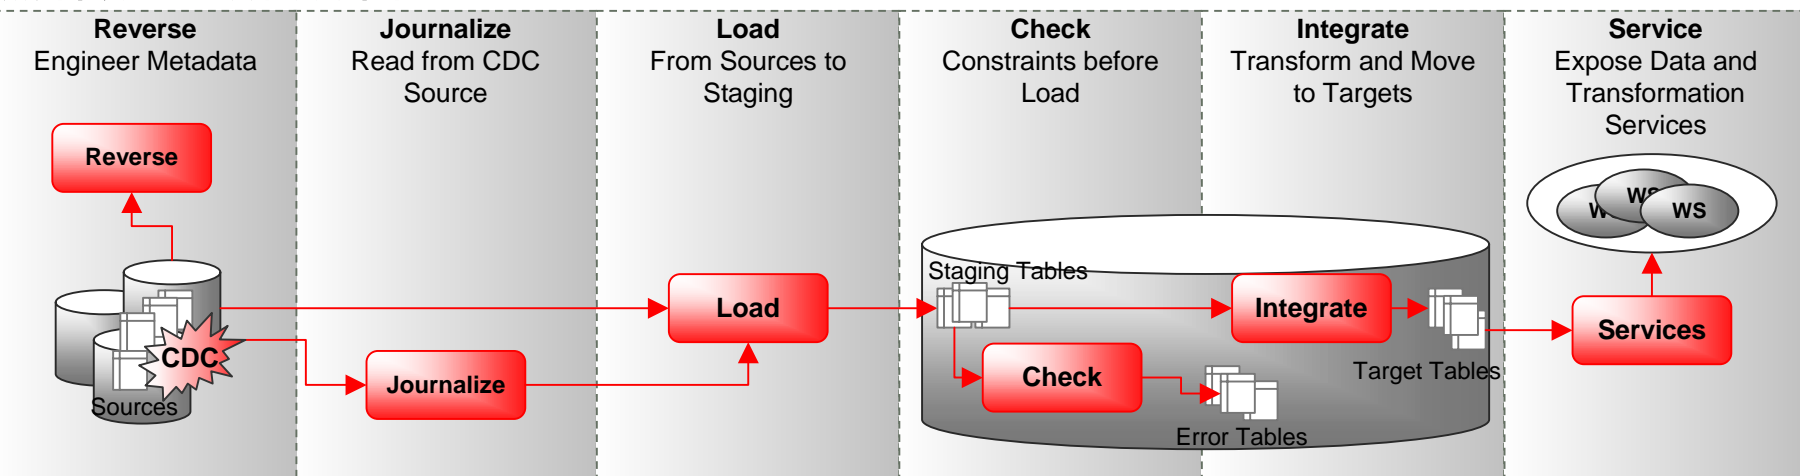 Reverse
Engineer Metadata
Journalize
Read from CDC
Source
Load
From Sources to
Staging
Check
Constraints before
Load
Integrate
Transform and Move
to Targets
Service
Expose Data and
Transformation
Services
Reverse
WS
WS
Staging Tables
Load
Integrate
Services
CDC
Journalize
Check
Target Tables
Sources
Error Tables